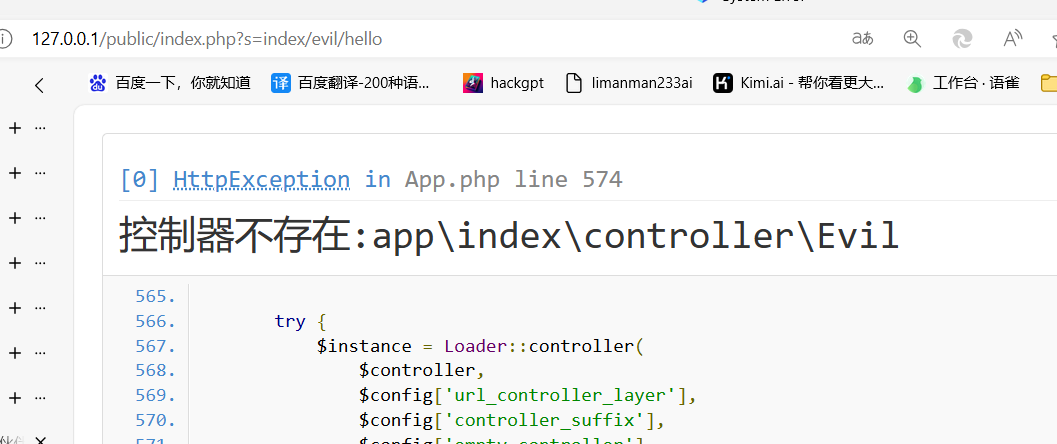 127.0.0.1/public/index.php?s=index/evil/hello
百度一下，你就知道 百度翻译-200种语... hackgpt limanman233ai Kimi.ai - 帮你看更大... 工作台 · 语雀
[0] HttpException in App.php line 574
控制器不存在:app\index\controller\Evil
565.
566. try {
567. $instance = Loader::controller(
568. $controller,
569. $config['url_controller_layer'],
570. $config['controller_suffix'],
571. $config['empty_controller']